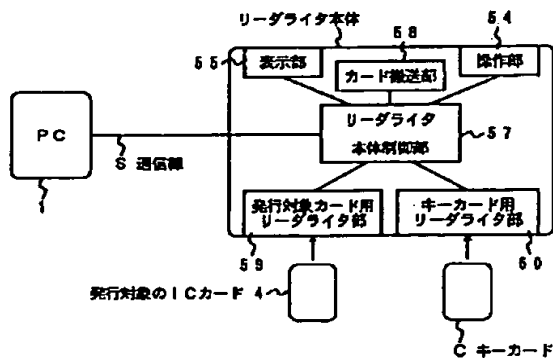 リーダライタ本体
55
58
54
表示部
カード搬送部
操作部
PC
リーダライタ
本体制御部
57
S 通信線
1
発行対象カード用
リーダライタ部
キーカード用
リーダライタ部
59
60
発行対象のICカード 4
C キーカード